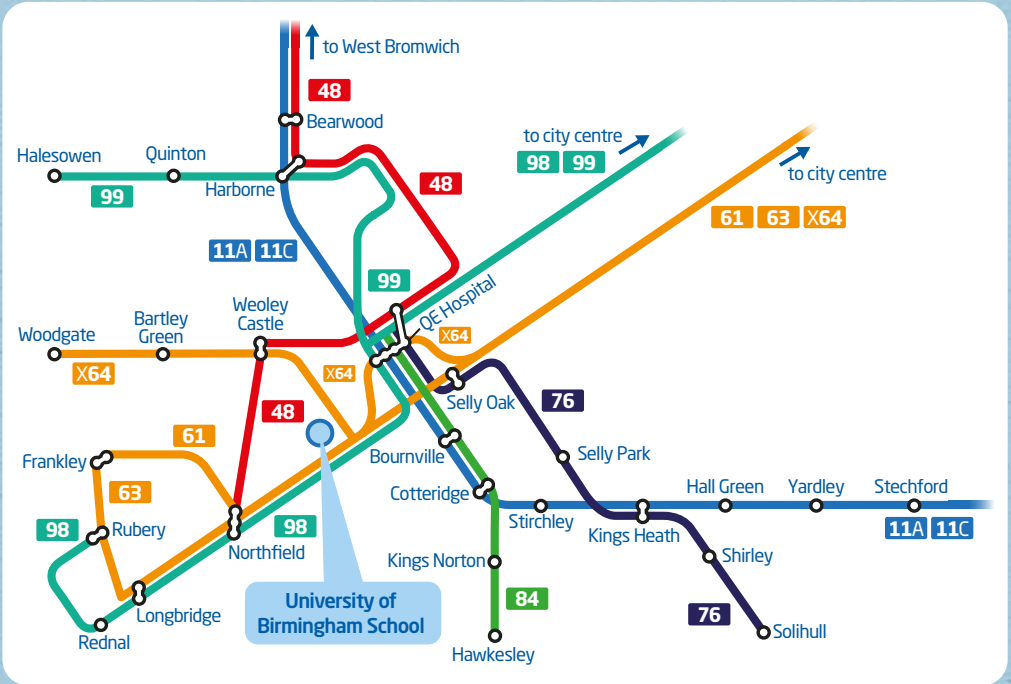 to West Bromwich
48
Bearwood
to city centre
98 99
Halesowen
Quinton
Harborne
99
48
to city centre
61 63 X64
11A 11C
99
QE Hospital
Weoley
Castle
Bartley
Green
Woodgate
X64
X64
X64
48
Selly Oak
76
61
Bournville
Selly Park
Frankley
63
Cotteridge
Hall Green
Yardley
Stechford
11A 11C
98
Rubery
98
Northfield
Stirchley
Kings Heath
Kings Norton
Shirley
84
University of
Birmingham School
Longbridge
76
Rednal
Solihull
Hawkesley